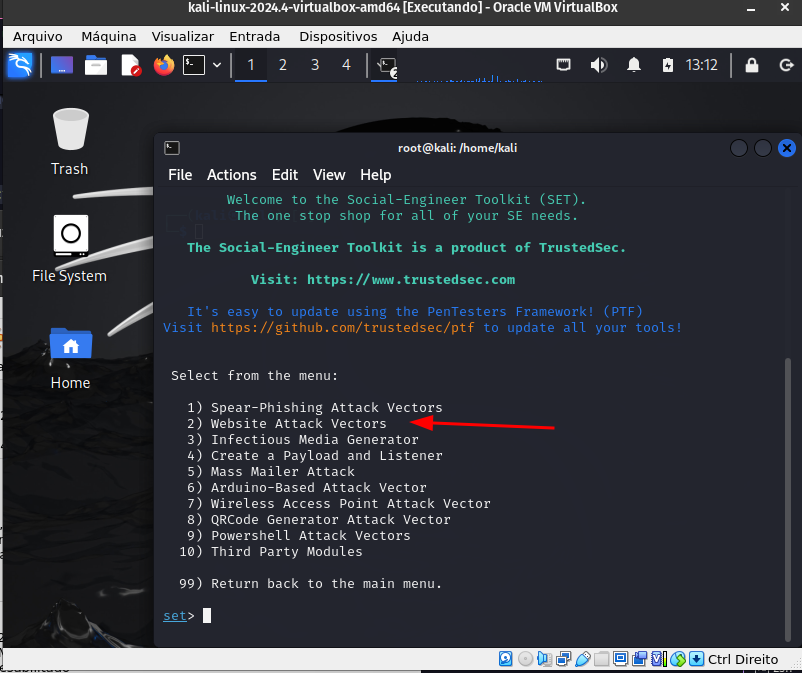 kali-linux-2024.4-virtualbox-amd64 [Executando] - Oracle VM VirtualBox
Arquivo Máquina Visualizar Entrada Dispositivos Ajuda
1 2 3 4 2 13:12
Trash
File System
Home
root@kali: /home/kali
File Actions Edit View Help
Welcome to the Social-Engineer Toolkit (SET).
The one stop shop for all of your SE needs.
The Social-Engineer Toolkit is a product of TrustedSec.
Visit: https://www.trustedsec.com
It's easy to update using the PenTesters Framework! (PTF)
Visit https://github.com/trustedsec/ptf to update all your tools!
Select from the menu:
1) Spear-Phishing Attack Vectors
2) Website Attack Vectors
3) Infectious Media Generator
4) Create a Payload and Listener
5) Mass Mailer Attack
6) Arduino-Based Attack Vector
7) Wireless Access Point Attack Vector
8) QRCode Generator Attack Vector
9) Powershell Attack Vectors
10) Third Party Modules
99) Return back to the main menu.
set>
Ctrl Direito